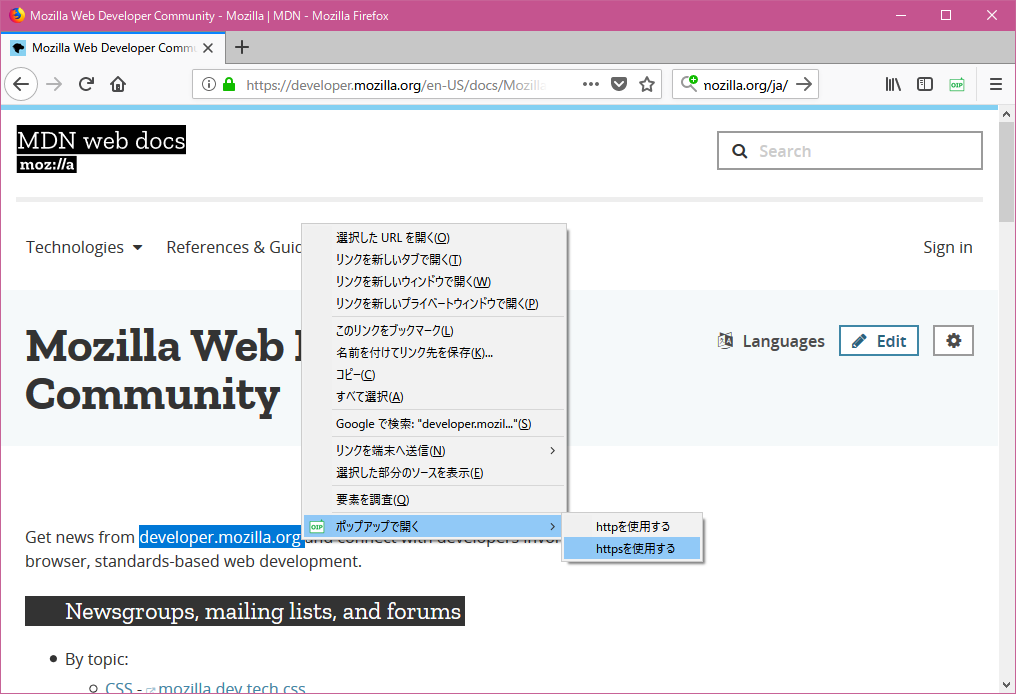 Mozilla Web Developer Community - Mozilla | MDN - Mozilla Firefox
Mozilla Web Developer Commu
https://developer.mozilla.org/en-US/docs/Mozilla
mozilla.org/ja/
OIP
MDN web docs
moz://a
Search
Technologies
References & Guid
Sign in
Mozilla Web
Community
Languages
Edit
選択した URL を開く(O)
リンクを新しいタブで開く(T)
リンクを新しいウィンドウで開く(W)
リンクを新しいプライベートウィンドウで開く(P)
このリンクをブックマーク(L)
名前を付けてリンク先を保存(K)...
コピー(C)
すべて選択(A)
Google で検索: "developer.mozil..."(S)
リンクを端末へ送信(N)
選択した部分のソースを表示(E)
要素を調査(Q)
OIP ポップアップで開く
httpを使用する
httpsを使用する
Get news from developer.mozilla.org and connect with developers invol
browser, standards-based web development.
Newsgroups, mailing lists, and forums
By topic:
CSS - mozilla.dev.tech.css